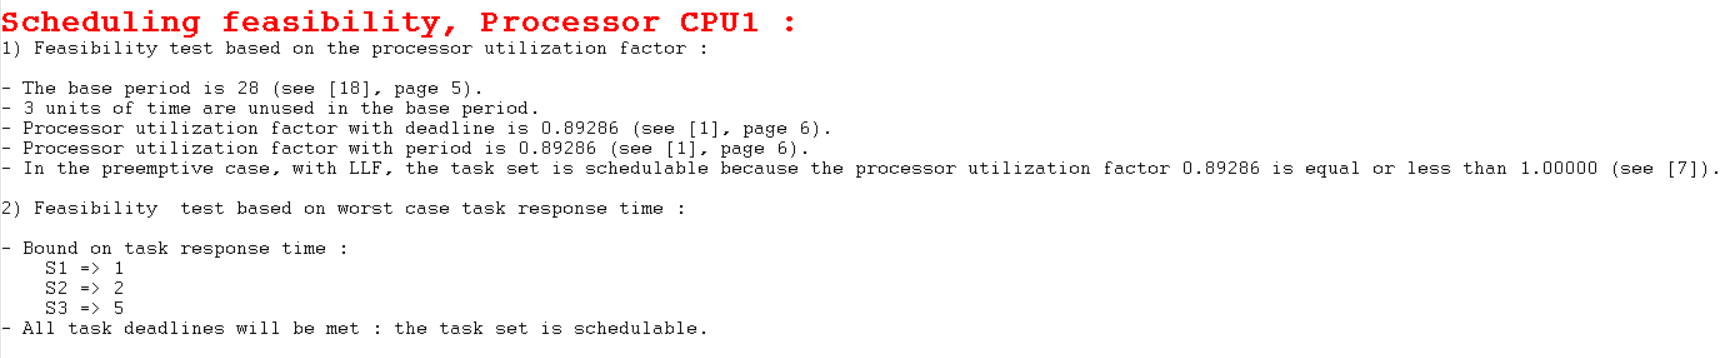 Scheduling feasibility, Processor CPU1 :
1) Feasibility test based on the processor utilization factor :
- The base period is 28 (see [18], page 5).
- 3 units of time are unused in the base period.
- Processor utilization factor with deadline is 0.89286 (see [1], page 6).
- Processor utilization factor with period is 0.89286 (see [1], page 6).
- In the preemptive case, with LLF, the task set is schedulable because the processor utilization factor 0.89286 is equal or less than 1.00000 (see [7]).
2) Feasibility  test based on worst case task response time :
- Bound on task response time :
S1 => 1
S2 => 2
S3 => 5
- All task deadlines will be met : the task set is schedulable.